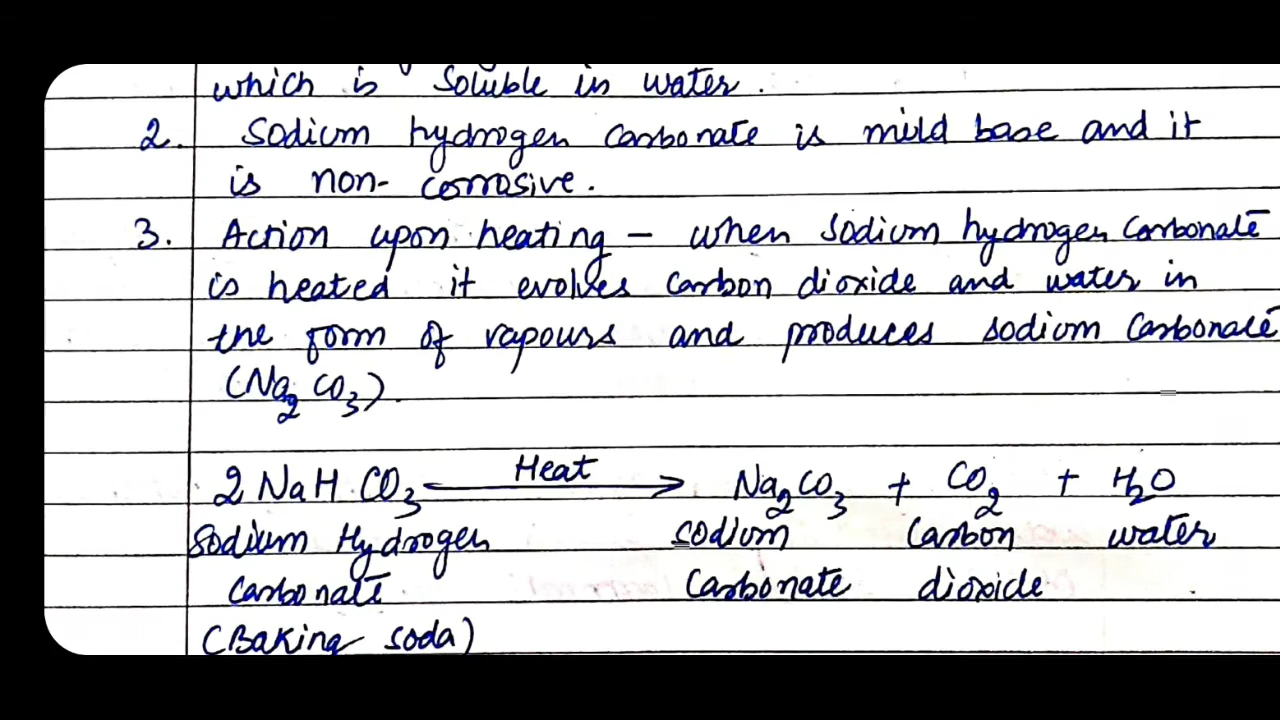 which is soluble in water.
2. Sodium hydrogen carbonate is mild base and it
is non-corrosive.
3. Action upon heating – when sodium hydrogen carbonate
is heated it evolves carbon dioxide and water in
the form of vapours and produces sodium carbonate
(Na₂CO₃).
2NaHCO₃ —Heat→ Na₂CO₃ + CO₂ + H₂O
Sodium Hydrogen sodium carbon water
carbonate carbonate dioxide
(Baking soda)